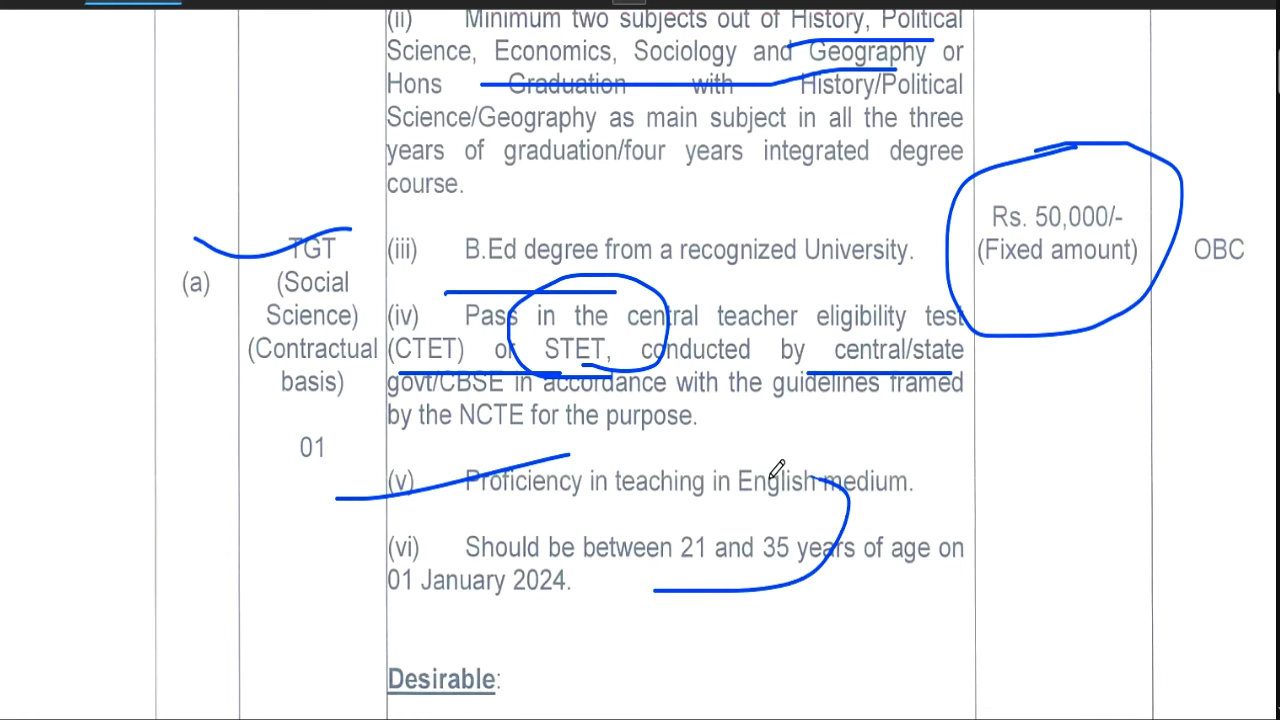 (ii) Minimum two subjects out of History, Political
Science, Economics, Sociology and Geography or
Hons Graduation with History/Political
Science/Geography as main subject in all the three
years of graduation/four years integrated degree
course.
(a)
TGT
(Social
Science)
(Contractual
basis)
01
(iii) B.Ed degree from a recognized University.
(iv) Pass in the central teacher eligibility test
(CTET) or STET, conducted by central/state
govt/CBSE in accordance with the guidelines framed
by the NCTE for the purpose.
(v) Proficiency in teaching in English medium.
(vi) Should be between 21 and 35 years of age on
01 January 2024.
Desirable:
Rs. 50,000/-
(Fixed amount)
OBC